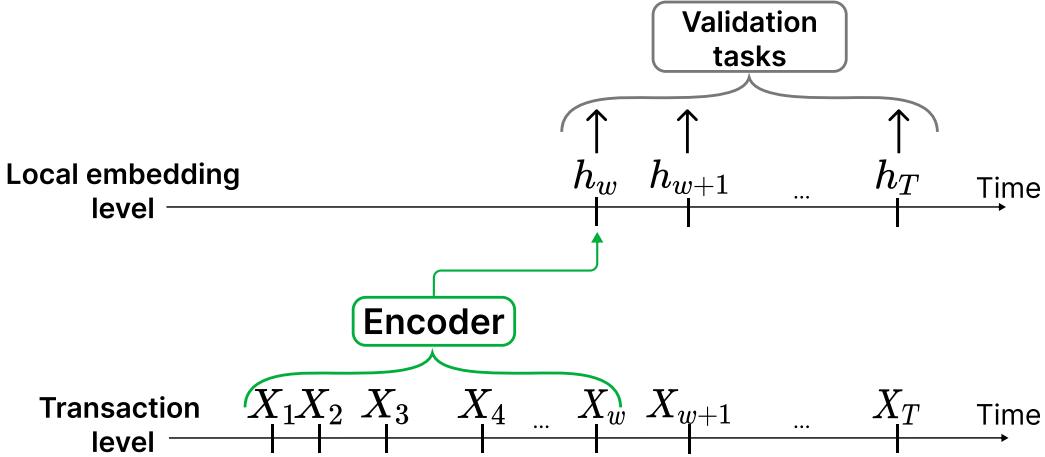 Validation
tasks
Local embedding
level
h_w h_{w+1} ... h_T Time
Encoder
Transaction
level
X_1 X_2 X_3 X_4 ... X_w X_{w+1} ... X_T Time